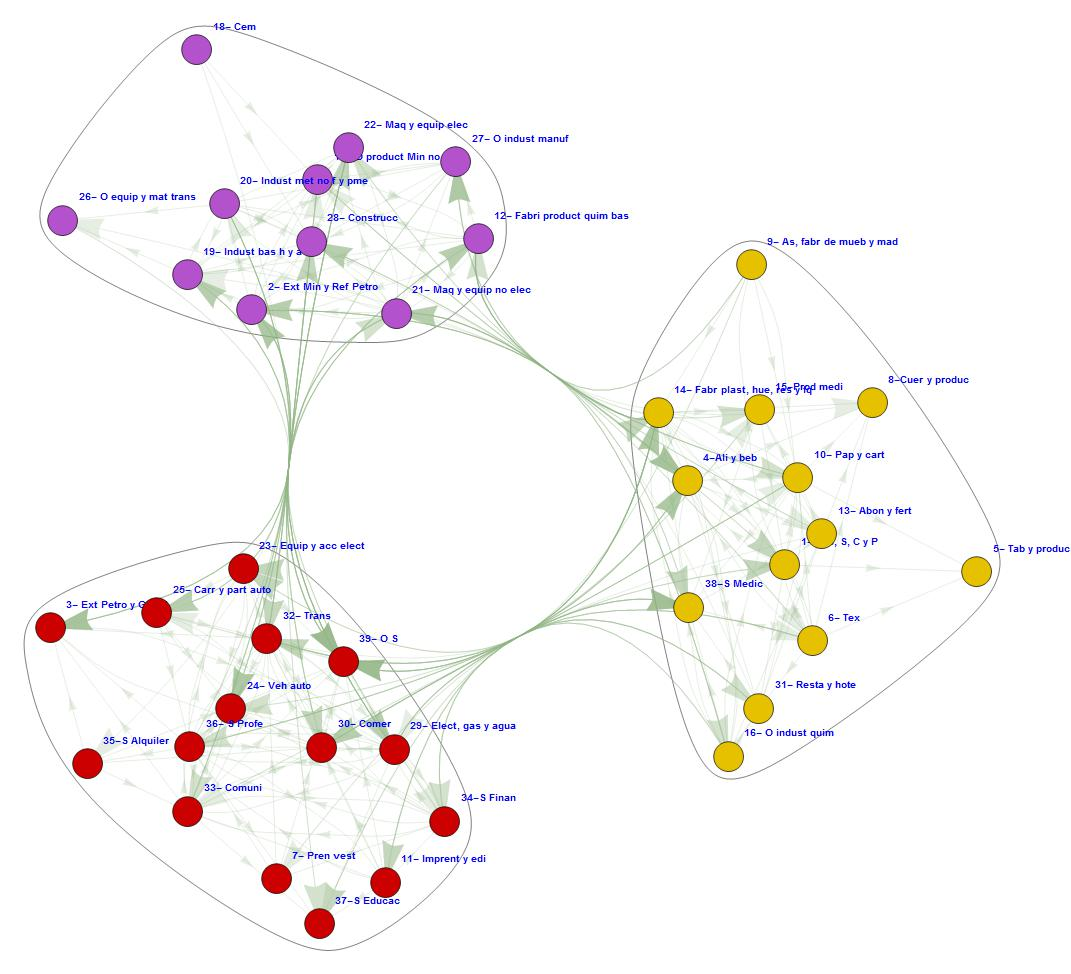 18– Cem
22– Maq y equip elec
27– O indust manuf
product Min no
20– Indust met no f y pme
26– O equip y mat trans
28– Construcc
12– Fabri product quim bas
19– Indust bas h y a
2– Ext Min y Ref Petro
21– Maq y equip no elec
9– As, fabr de mueb y mad
14– Fabr plast, hue, res y iq
15–Prod medi
8–Cuer y produc
4–Ali y beb
10– Pap y cart
13– Abon y fert
S, C y P
5– Tab y produc
38–S Medic
6– Tex
31– Resta y hote
16– O indust quim
23– Equip y acc elect
25– Carr y part auto
3– Ext Petro y G
32– Trans
39– O S
24– Veh auto
36– S Profe
30– Comer
29– Elect, gas y agua
35–S Alquiler
33– Comuni
34–S Finan
7– Pren vest
11– Imprent y edi
37–S Educac